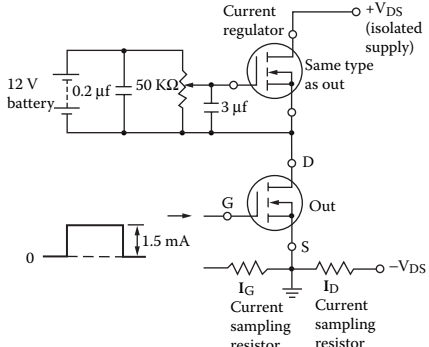 Current
regulator
+V_DS
(isolated
supply)
Same type
as out
12 V
battery
0.2 μf
50 KΩ
3 μf
D
G
Out
1.5 mA
0
S
I_G
Current
sampling
resistor
I_D
Current
sampling
resistor
−V_DS